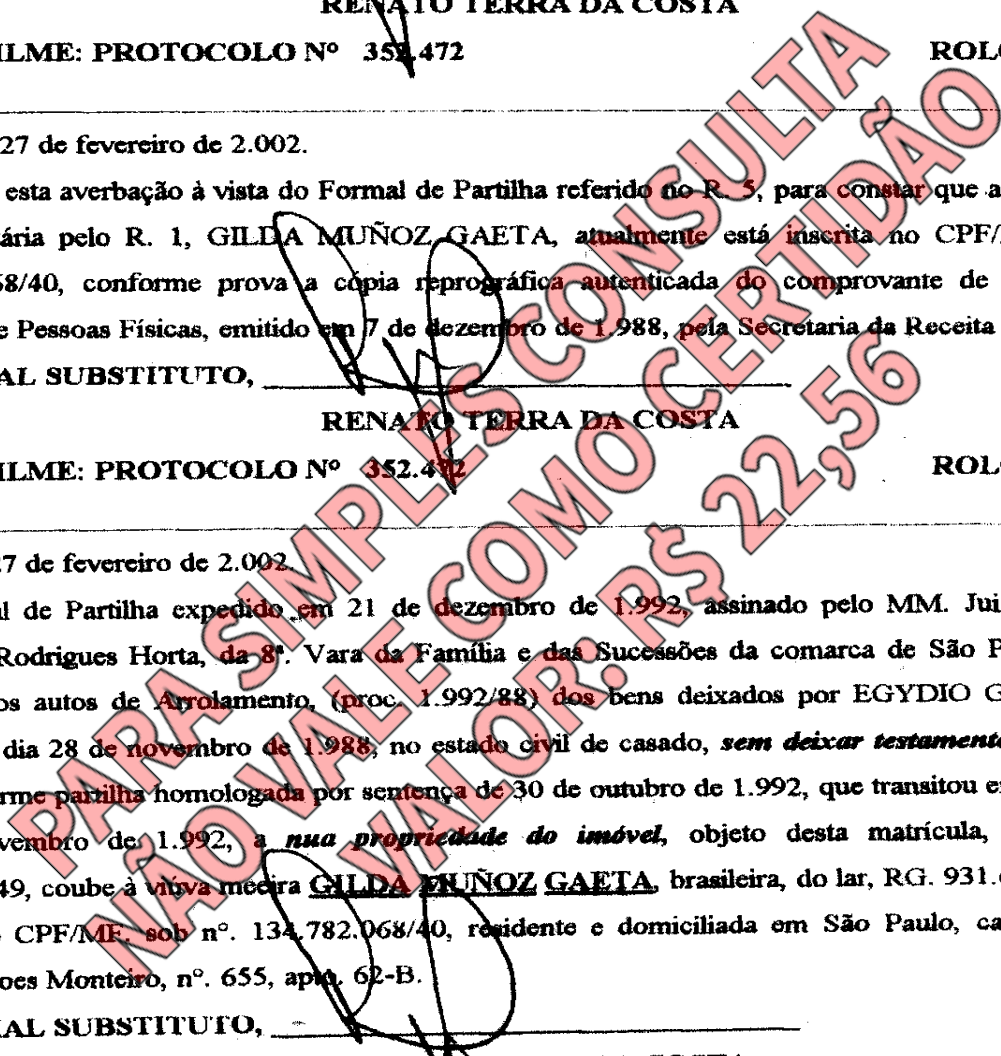 RENATO TERRA DA COSTA
ILME: PROTOCOLO Nº 352.472 ROLO
27 de fevereiro de 2.002.
esta averbação à vista do Formal de Partilha referido no R. 5, para constar que a
ária pelo R. 1, GILDA MUÑOZ GAETA, atualmente está inscrita no CPF/
68/40, conforme prova a cópia reprográfica autenticada do comprovante de
e Pessoas Físicas, emitido em 7 de dezembro de 1.988, pela Secretaria da Receita
AL SUBSTITUTO,
RENATO TERRA DA COSTA
ILME: PROTOCOLO Nº 352.472 ROLO
27 de fevereiro de 2.002.
al de Partilha expedido em 21 de dezembro de 1.992, assinado pelo MM. Jui
Rodrigues Horta, da 8ª. Vara da Família e das Sucessões da comarca de São P
os autos de Arrolamento, (proc. 1.992/88) dos bens deixados por EGYDIO G
dia 28 de novembro de 1.988, no estado civil de casado, sem deixar testamento
rme partilha homologada por sentença de 30 de outubro de 1.992, que transitou e
vembro de 1.992, a nua propriedade do imóvel, objeto desta matrícula,
49, coube à viúva meeira GILDA MUÑOZ GAETA, brasileira, do lar, RG. 931.
CPF/MF. sob nº. 134.782.068/40, residente e domiciliada em São Paulo, ca
oes Monteiro, nº. 655, apto. 62-B.
IAL SUBSTITUTO,
PARA SIMPLES CONSULTA
NÃO VALE COMO CERTIDÃO
VALOR: R$ 22,56